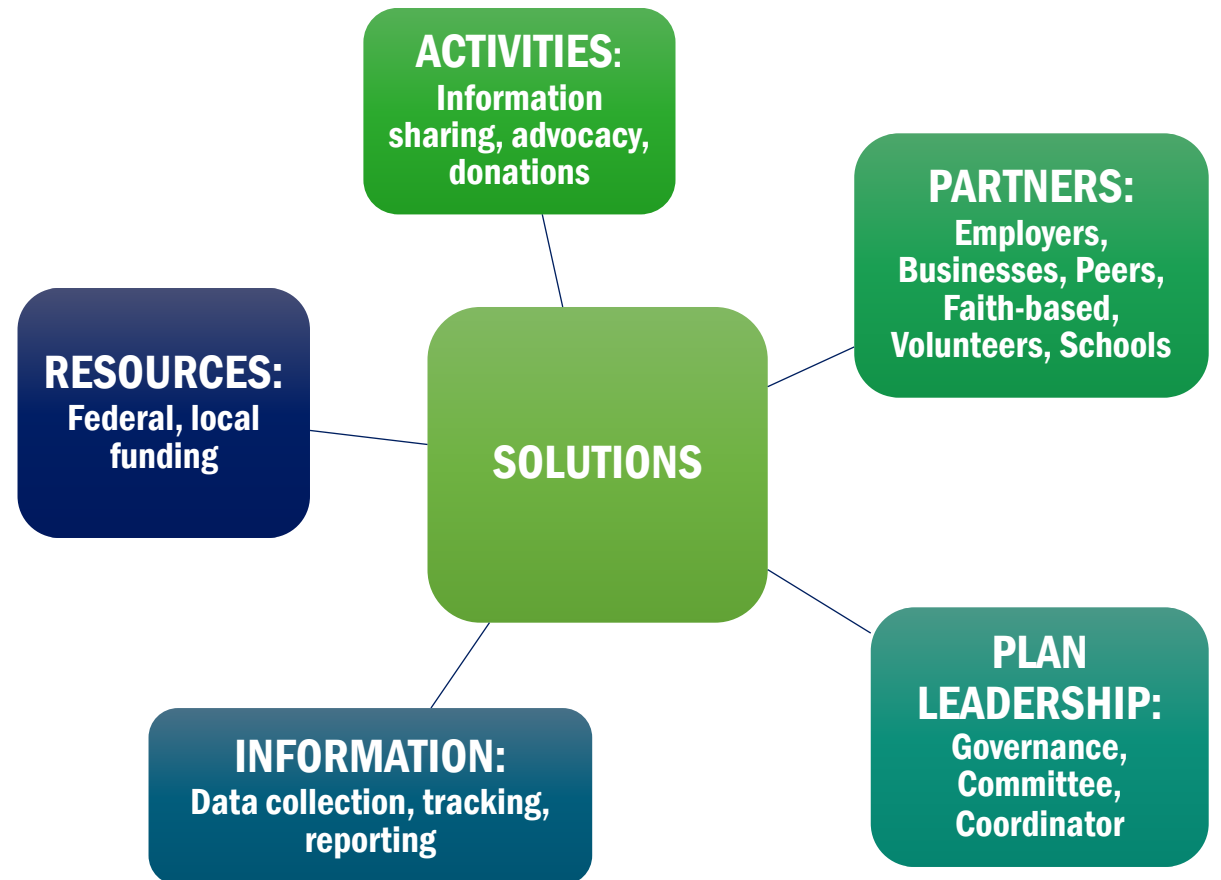 ACTIVITIES:
Information
sharing, advocacy,
donations
PARTNERS:
Employers,
Businesses, Peers,
Faith-based,
Volunteers, Schools
RESOURCES:
Federal, local
funding
SOLUTIONS
PLAN
LEADERSHIP:
Governance,
Committee,
Coordinator
INFORMATION:
Data collection, tracking,
reporting